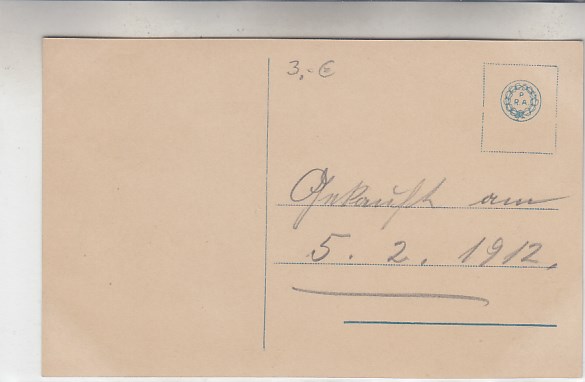 3,- €
P
R.A.
Gekauft am
5. 2. 1912.